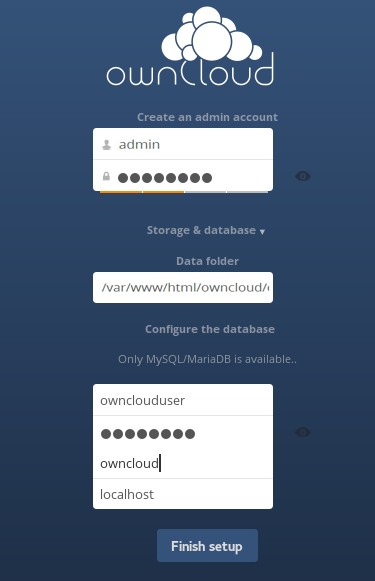 ownCloud
Create an admin account
admin
●●●●●●●●
Storage & database ▾
Data folder
/var/www/html/owncloud/
Configure the database
Only MySQL/MariaDB is available..
ownclouduser
●●●●●●●●
owncloud
localhost
Finish setup